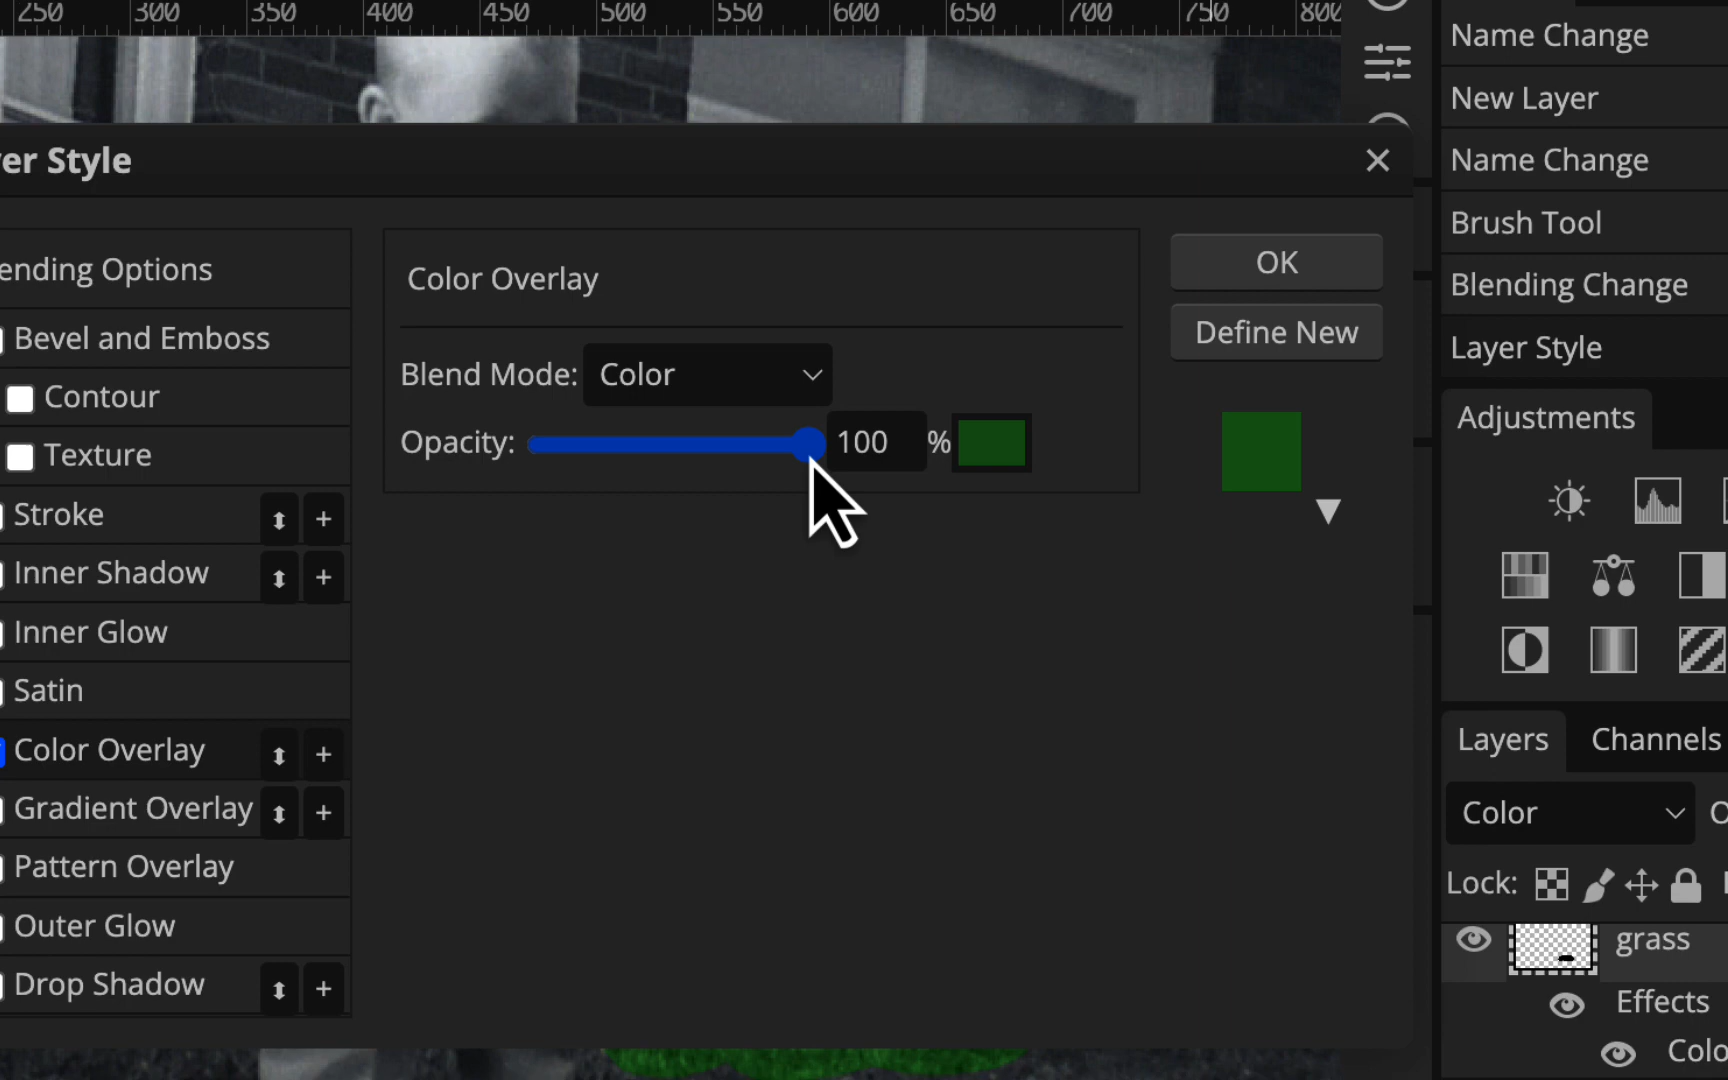 250 300 350 400 450 500 550 600 650 700 750 800
Name Change
New Layer
Name Change
Brush Tool
Blending Change
Layer Style
er Style
ending Options
Bevel and Emboss
Contour
Texture
Stroke
+
Inner Shadow
+
Inner Glow
Satin
Color Overlay
+
Gradient Overlay
+
Pattern Overlay
Outer Glow
Drop Shadow
+
Color Overlay
Blend Mode: Color
Opacity: 100 %
OK
Define New
Adjustments
Layers Channels
Color
Lock:
grass
Effects
Colo